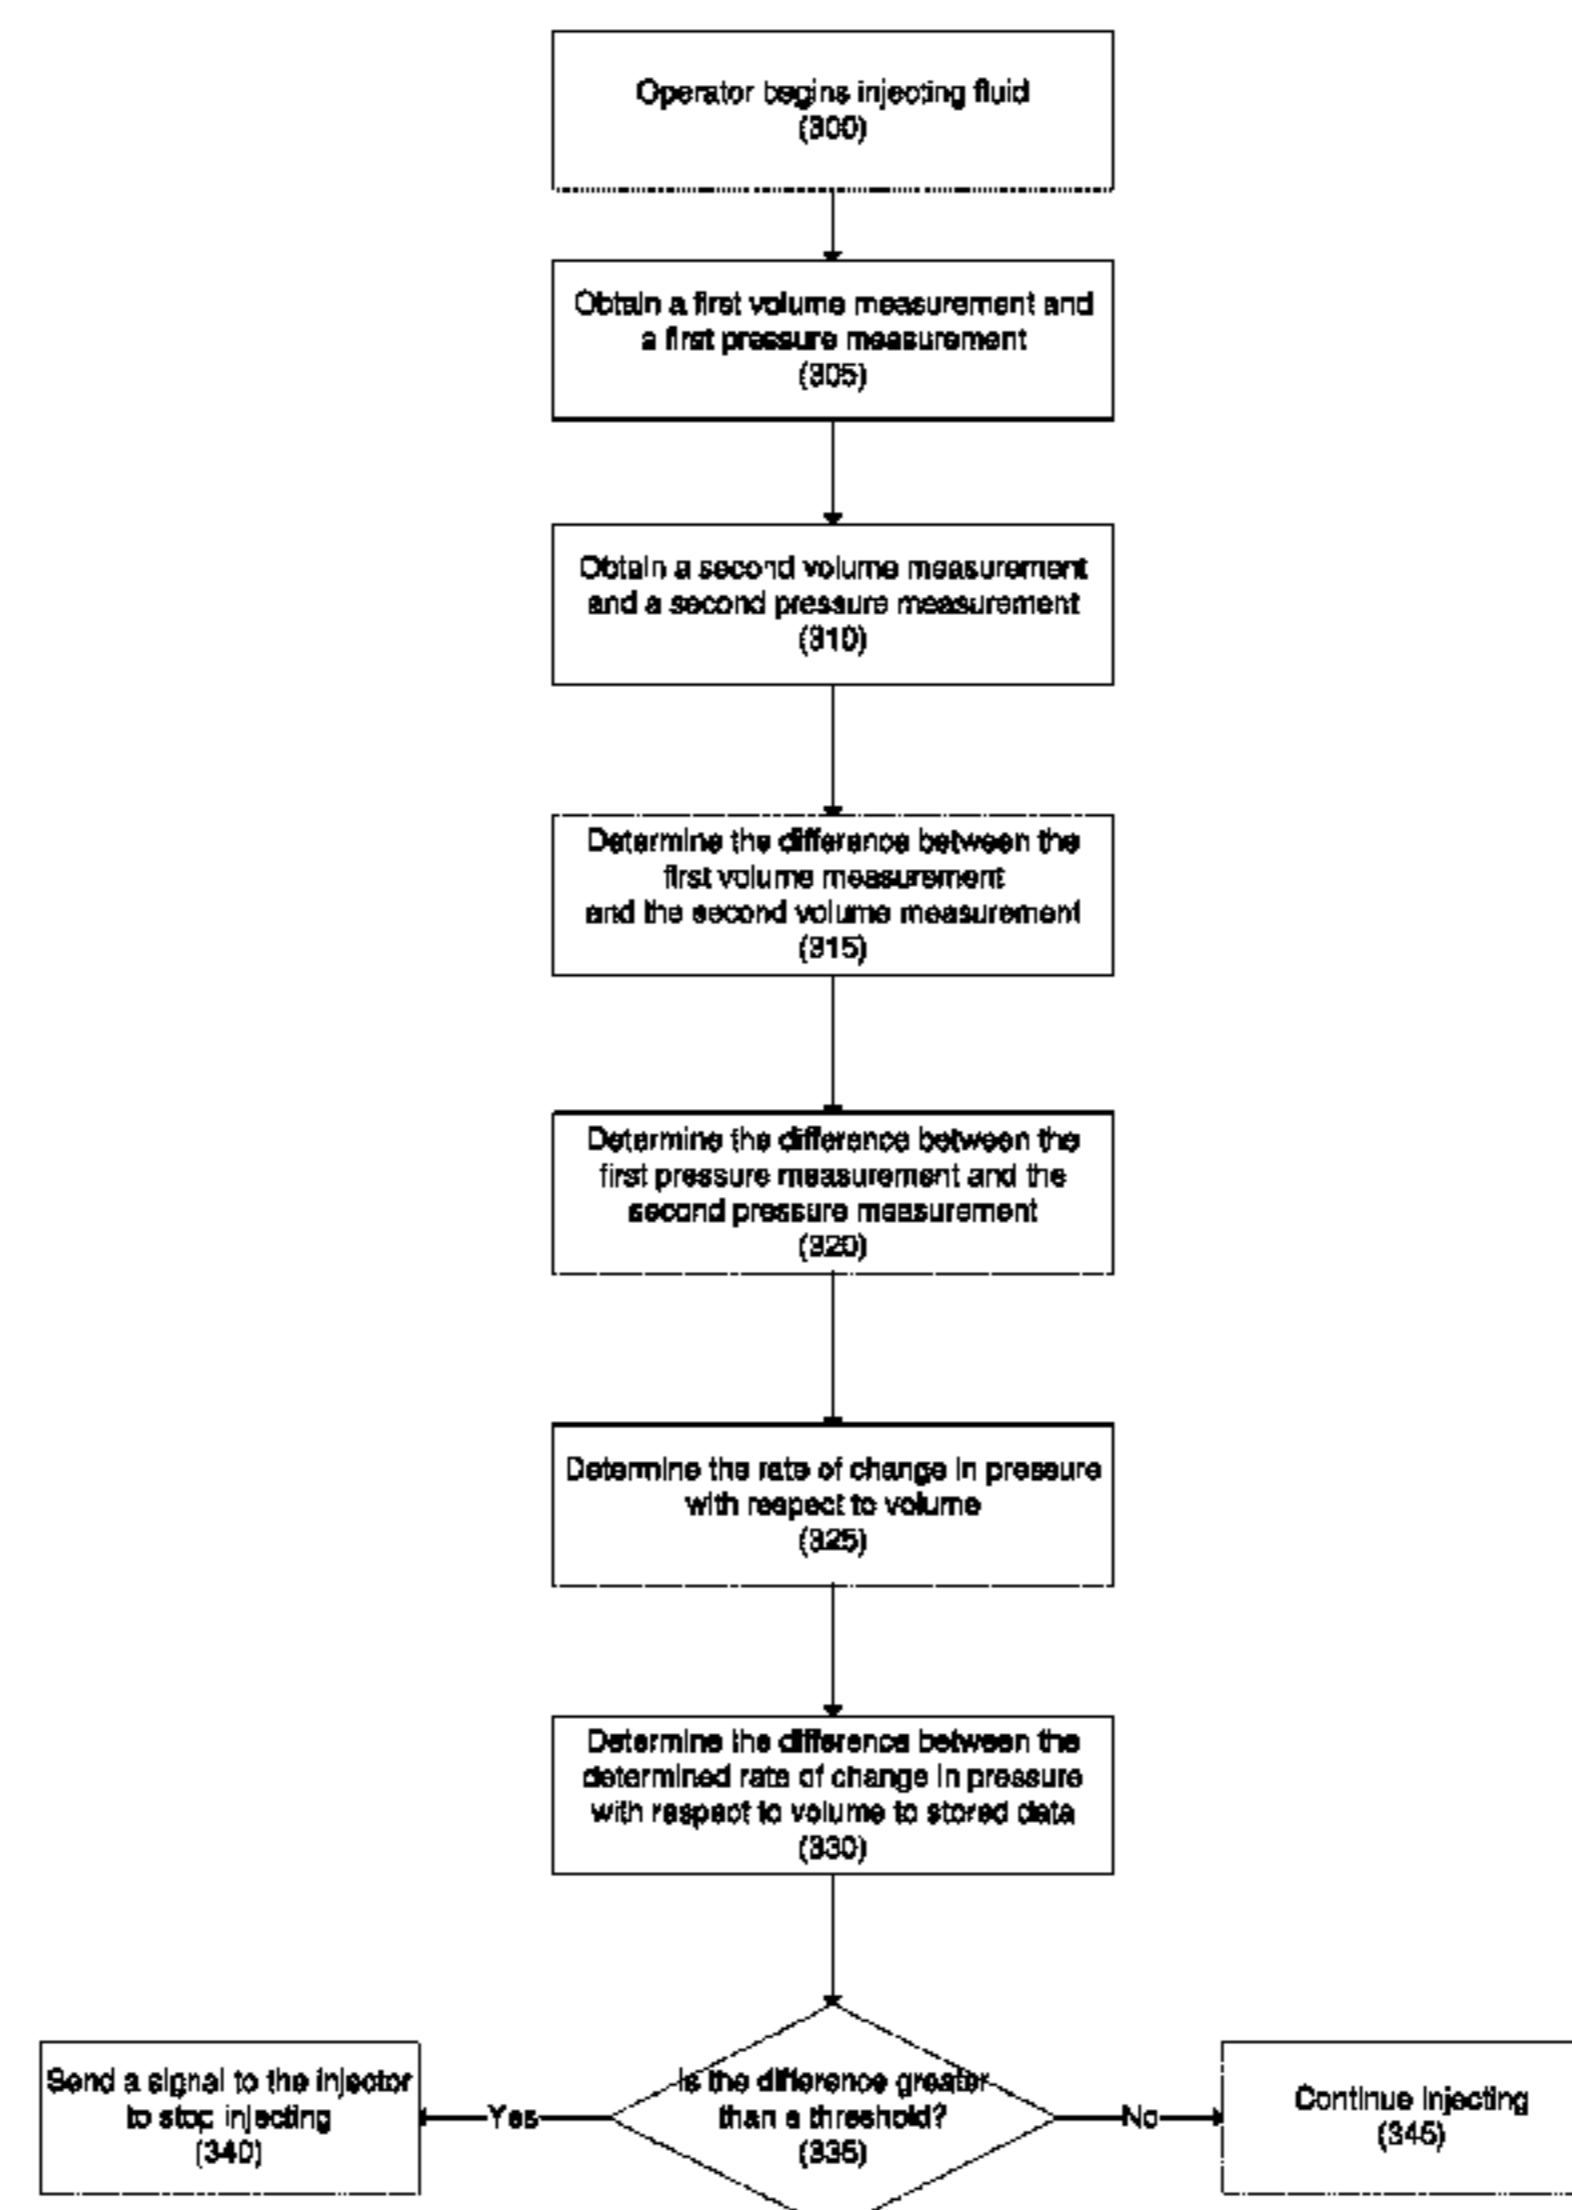 Operator begins injecting fluid
(300)
Obtain a first volume measurement and
a first pressure measurement
(305)
Obtain a second volume measurement
and a second pressure measurement
(310)
Determine the difference between the
first volume measurement
and the second volume measurement
(315)
Determine the difference between the
first pressure measurement and the
second pressure measurement
(320)
Determine the rate of change in pressure
with respect to volume
(325)
Determine the difference between the
determined rate of change in pressure
with respect to volume to stored data
(330)
Send a signal to the injector
to stop injecting
(340)
Yes
Is the difference greater
than a threshold?
(335)
No
Continue injecting
(345)